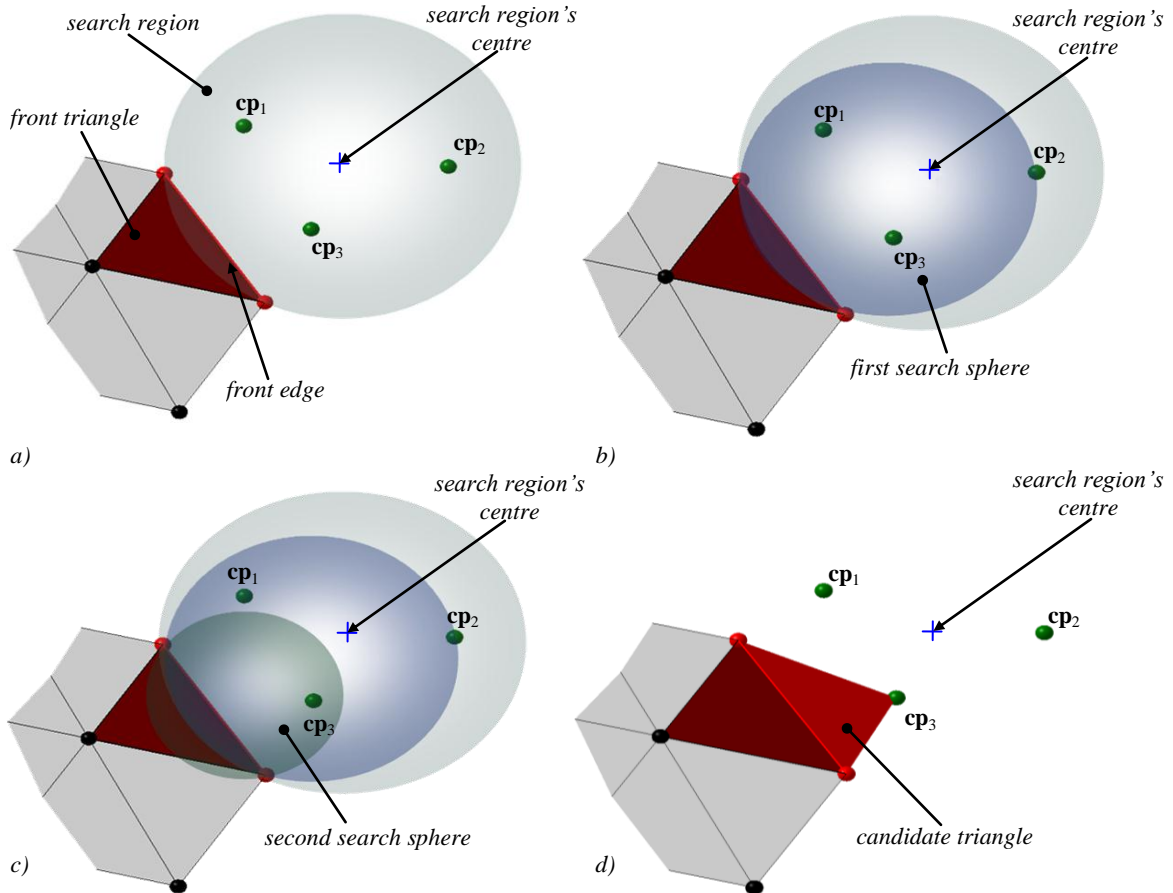 search region
search region's
centre
front triangle
cp1
cp2
cp3
front edge
a)
search region's
centre
cp1
cp2
cp3
first search sphere
b)
search region's
centre
cp1
cp2
cp3
second search sphere
c)
search region's
centre
cp1
cp2
cp3
candidate triangle
d)